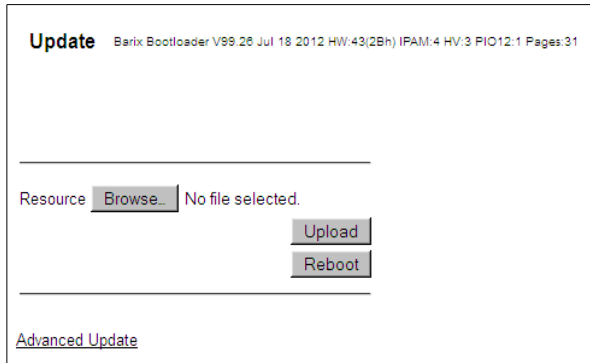 Update Barix Bootloader V99.26 Jul 18 2012 HW:43(2Bh) IPAM:4 HV:3 PIO12:1 Pages:31
Resource Browse_ No file selected.
Upload
Reboot
Advanced Update